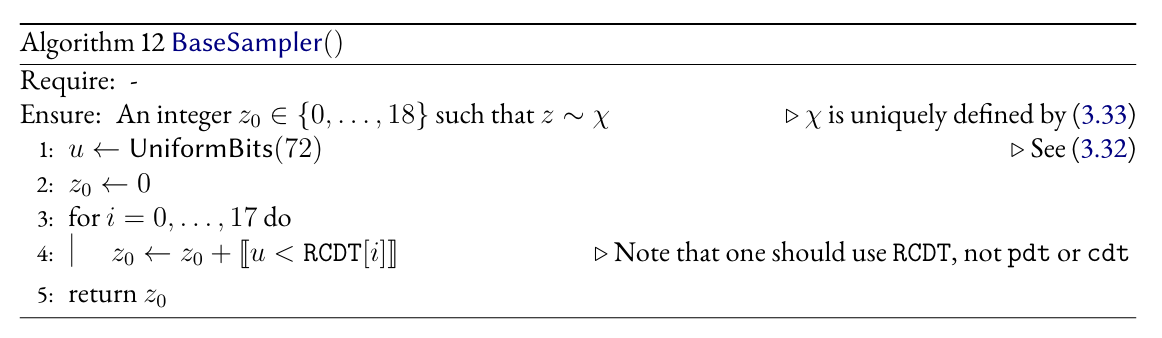 Algorithm 12 BaseSampler()
Require: -
Ensure: An integer z₀ ∈ {0, . . . , 18} such that z ∼ χ ▷ χ is uniquely defined by (3.33)
1: u ← UniformBits(72) ▷ See (3.32)
2: z₀ ← 0
3: for i = 0, . . . , 17 do
4: z₀ ← z₀ + ⟦u < RCDT[i]⟧ ▷ Note that one should use RCDT, not pdt or cdt
5: return z₀